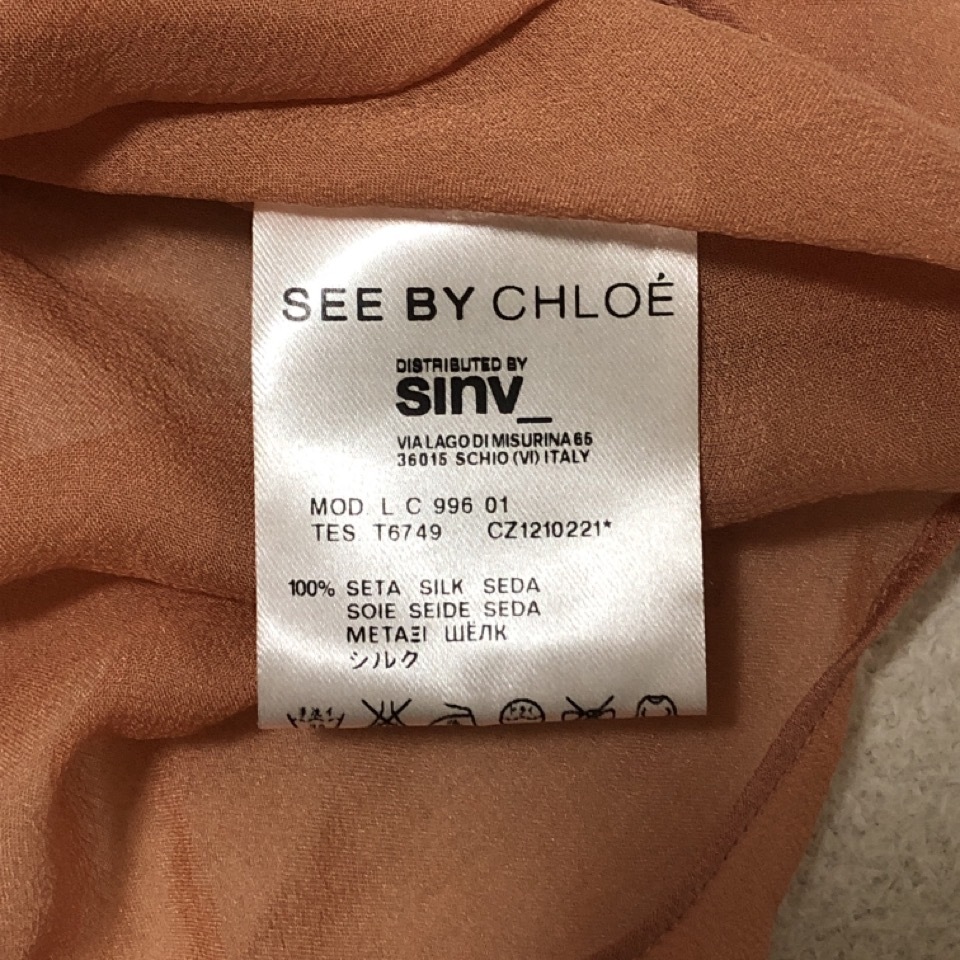 SEE BY CHLOÉ
DISTRIBUTED BY
sinv_
VIA LAGO DI MISURINA 65
36015 SCHIO (VI) ITALY
MOD. L C 996 01
TES T6749 CZ1210221*
100% SETA SILK SEDA
SOIE SEIDE SEDA
ΜΕΤΑΞΙ ШЁЛК
シルク